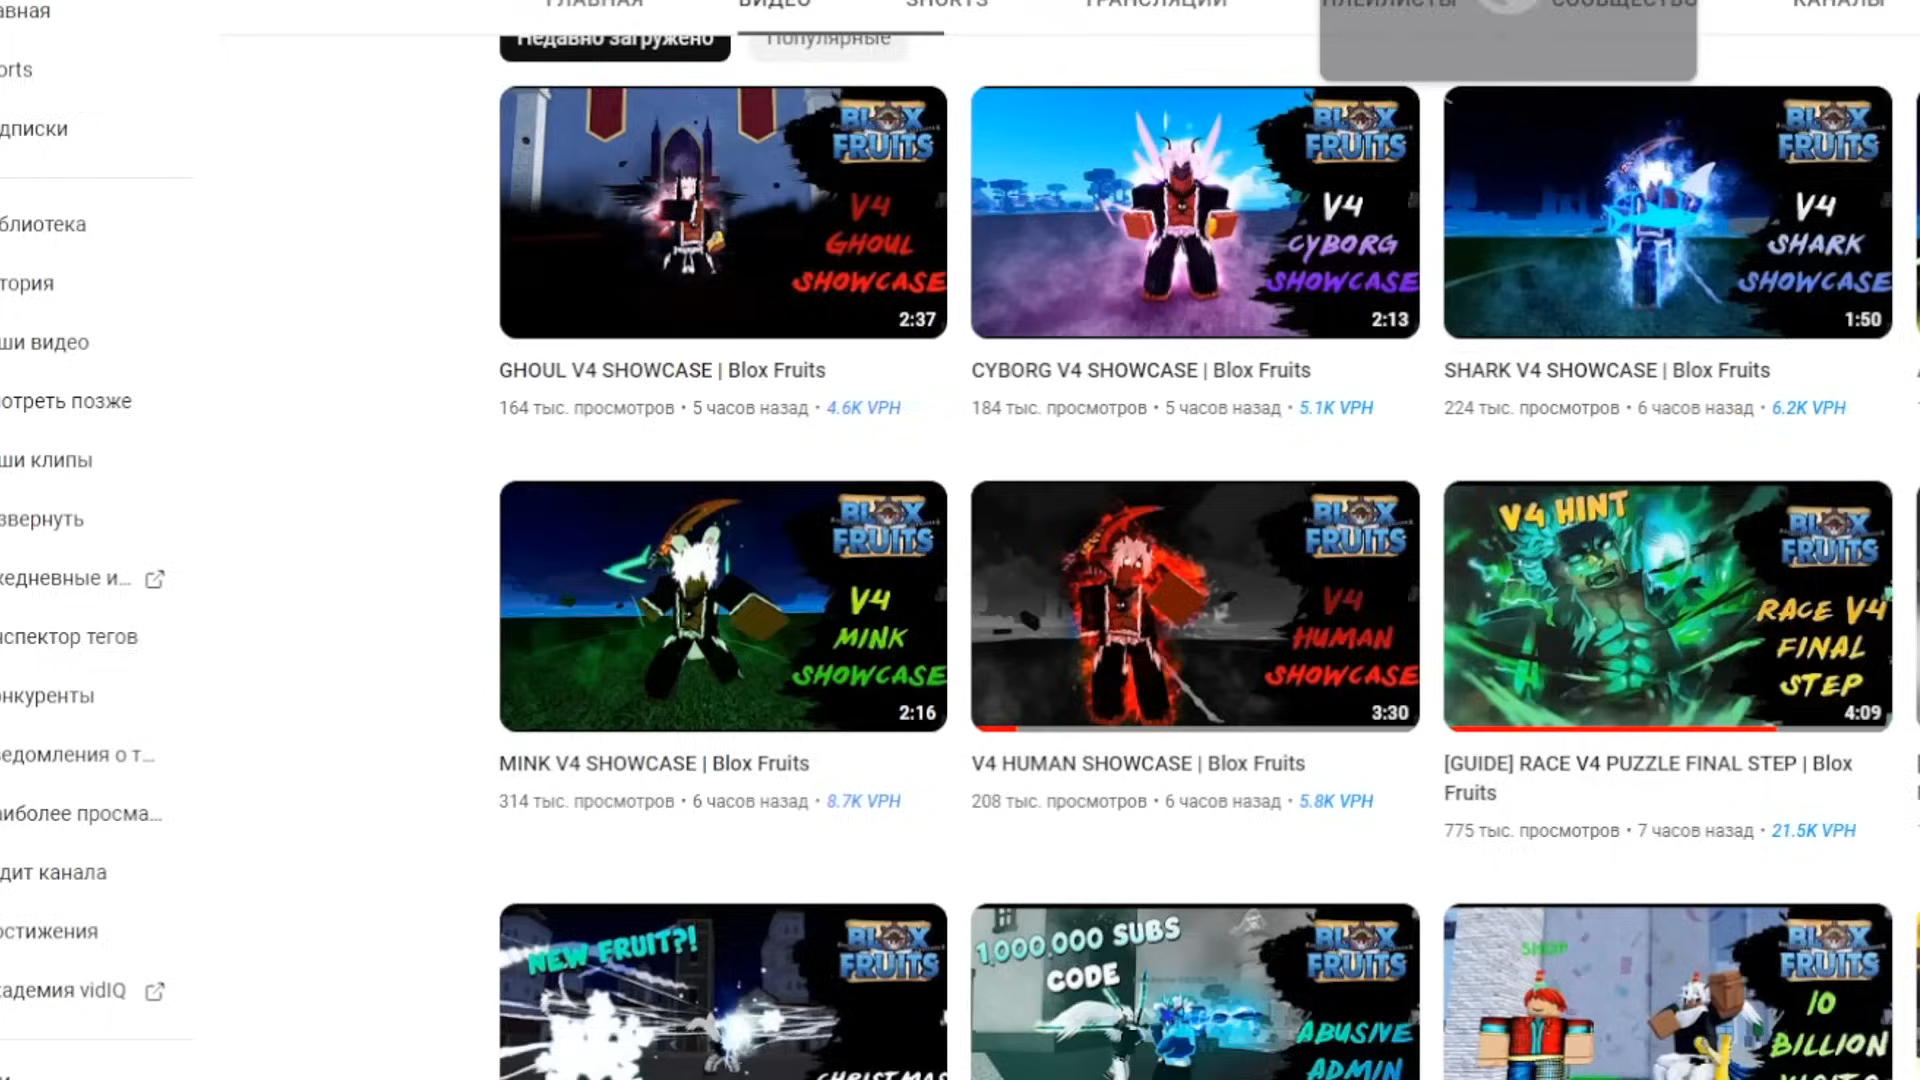 ГЛАВНАЯ ВИДЕО SHORTS ТРАНСЛЯЦИИ ПЛЕЙЛИСТЫ СООБЩЕСТВО КАНАЛЫ
авная
Недавно загружено Популярные
orts
дписки
блиотека
тория
ши видео
отреть позже
ши клипы
звернуть
кедневные и...
нспектор тегов
онкуренты
ведомления о т...
аиболее просма...
дит канала
остижения
кадемия vidIQ
BLOX FRUITS
V4
GHOUL
SHOWCASE
2:37
BLOX FRUITS
V4
CYBORG
SHOWCASE
2:13
BLOX FRUITS
V4
SHARK
SHOWCASE
1:50
GHOUL V4 SHOWCASE | Blox Fruits
164 тыс. просмотров • 5 часов назад • 4.6K VPH
CYBORG V4 SHOWCASE | Blox Fruits
184 тыс. просмотров • 5 часов назад • 5.1K VPH
SHARK V4 SHOWCASE | Blox Fruits
224 тыс. просмотров • 6 часов назад • 6.2K VPH
BLOX FRUITS
V4
MINK
SHOWCASE
2:16
BLOX FRUITS
V4
HUMAN
SHOWCASE
3:30
V4 HINT
BLOX FRUITS
RACE V4
FINAL
STEP
4:09
MINK V4 SHOWCASE | Blox Fruits
314 тыс. просмотров • 6 часов назад • 8.7K VPH
V4 HUMAN SHOWCASE | Blox Fruits
208 тыс. просмотров • 6 часов назад • 5.8K VPH
[GUIDE] RACE V4 PUZZLE FINAL STEP | Blox
Fruits
775 тыс. просмотров • 7 часов назад • 21.5K VPH
NEW FRUIT?!
BLOX FRUITS
CHRISTMAS
1,000,000 SUBS
CODE
BLOX FRUITS
ABUSIVE
ADMIN
SHOP
BLOX FRUITS
10
BILLION
VISITS